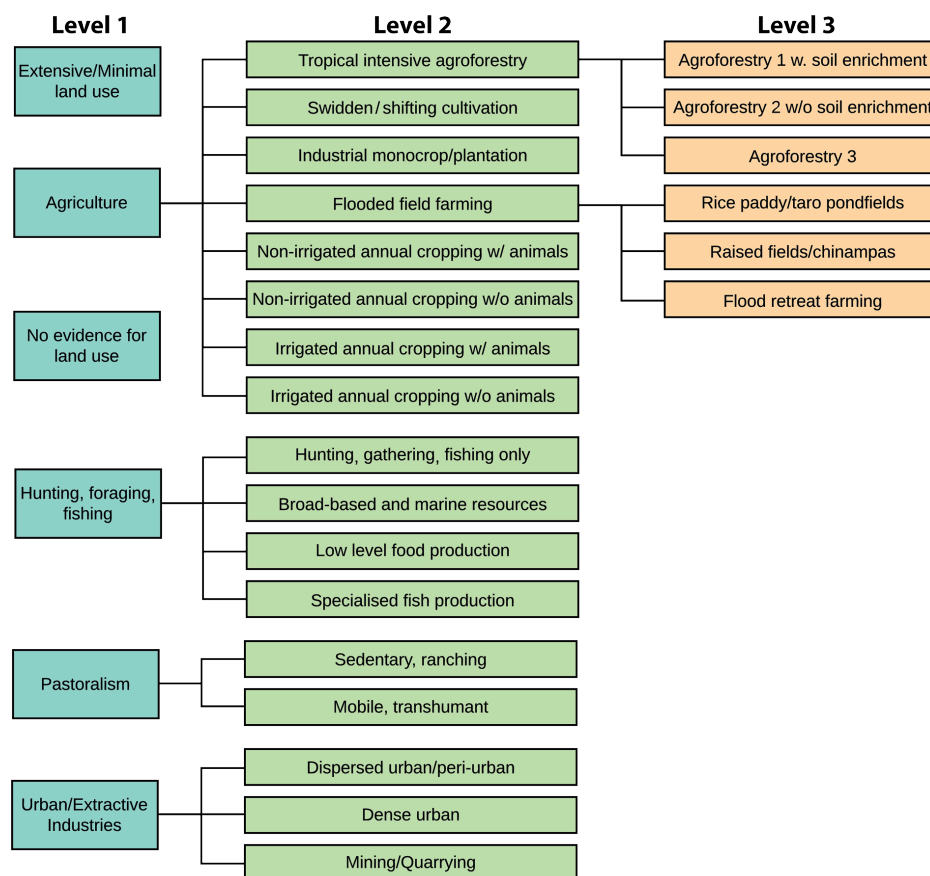 Level 1
Level 2
Level 3
Extensive/Minimal
land use
Agriculture
No evidence for
land use
Hunting, foraging,
fishing
Pastoralism
Urban/Extractive
Industries
Tropical intensive agroforestry
Swidden/shifting cultivation
Industrial monocrop/plantation
Flooded field farming
Non-irrigated annual cropping w/ animals
Non-irrigated annual cropping w/o animals
Irrigated annual cropping w/ animals
Irrigated annual cropping w/o animals
Hunting, gathering, fishing only
Broad-based and marine resources
Low level food production
Specialised fish production
Sedentary, ranching
Mobile, transhumant
Dispersed urban/peri-urban
Dense urban
Mining/Quarrying
Agroforestry 1 w. soil enrichment
Agroforestry 2 w/o soil enrichment
Agroforestry 3
Rice paddy/taro pondfields
Raised fields/chinampas
Flood retreat farming